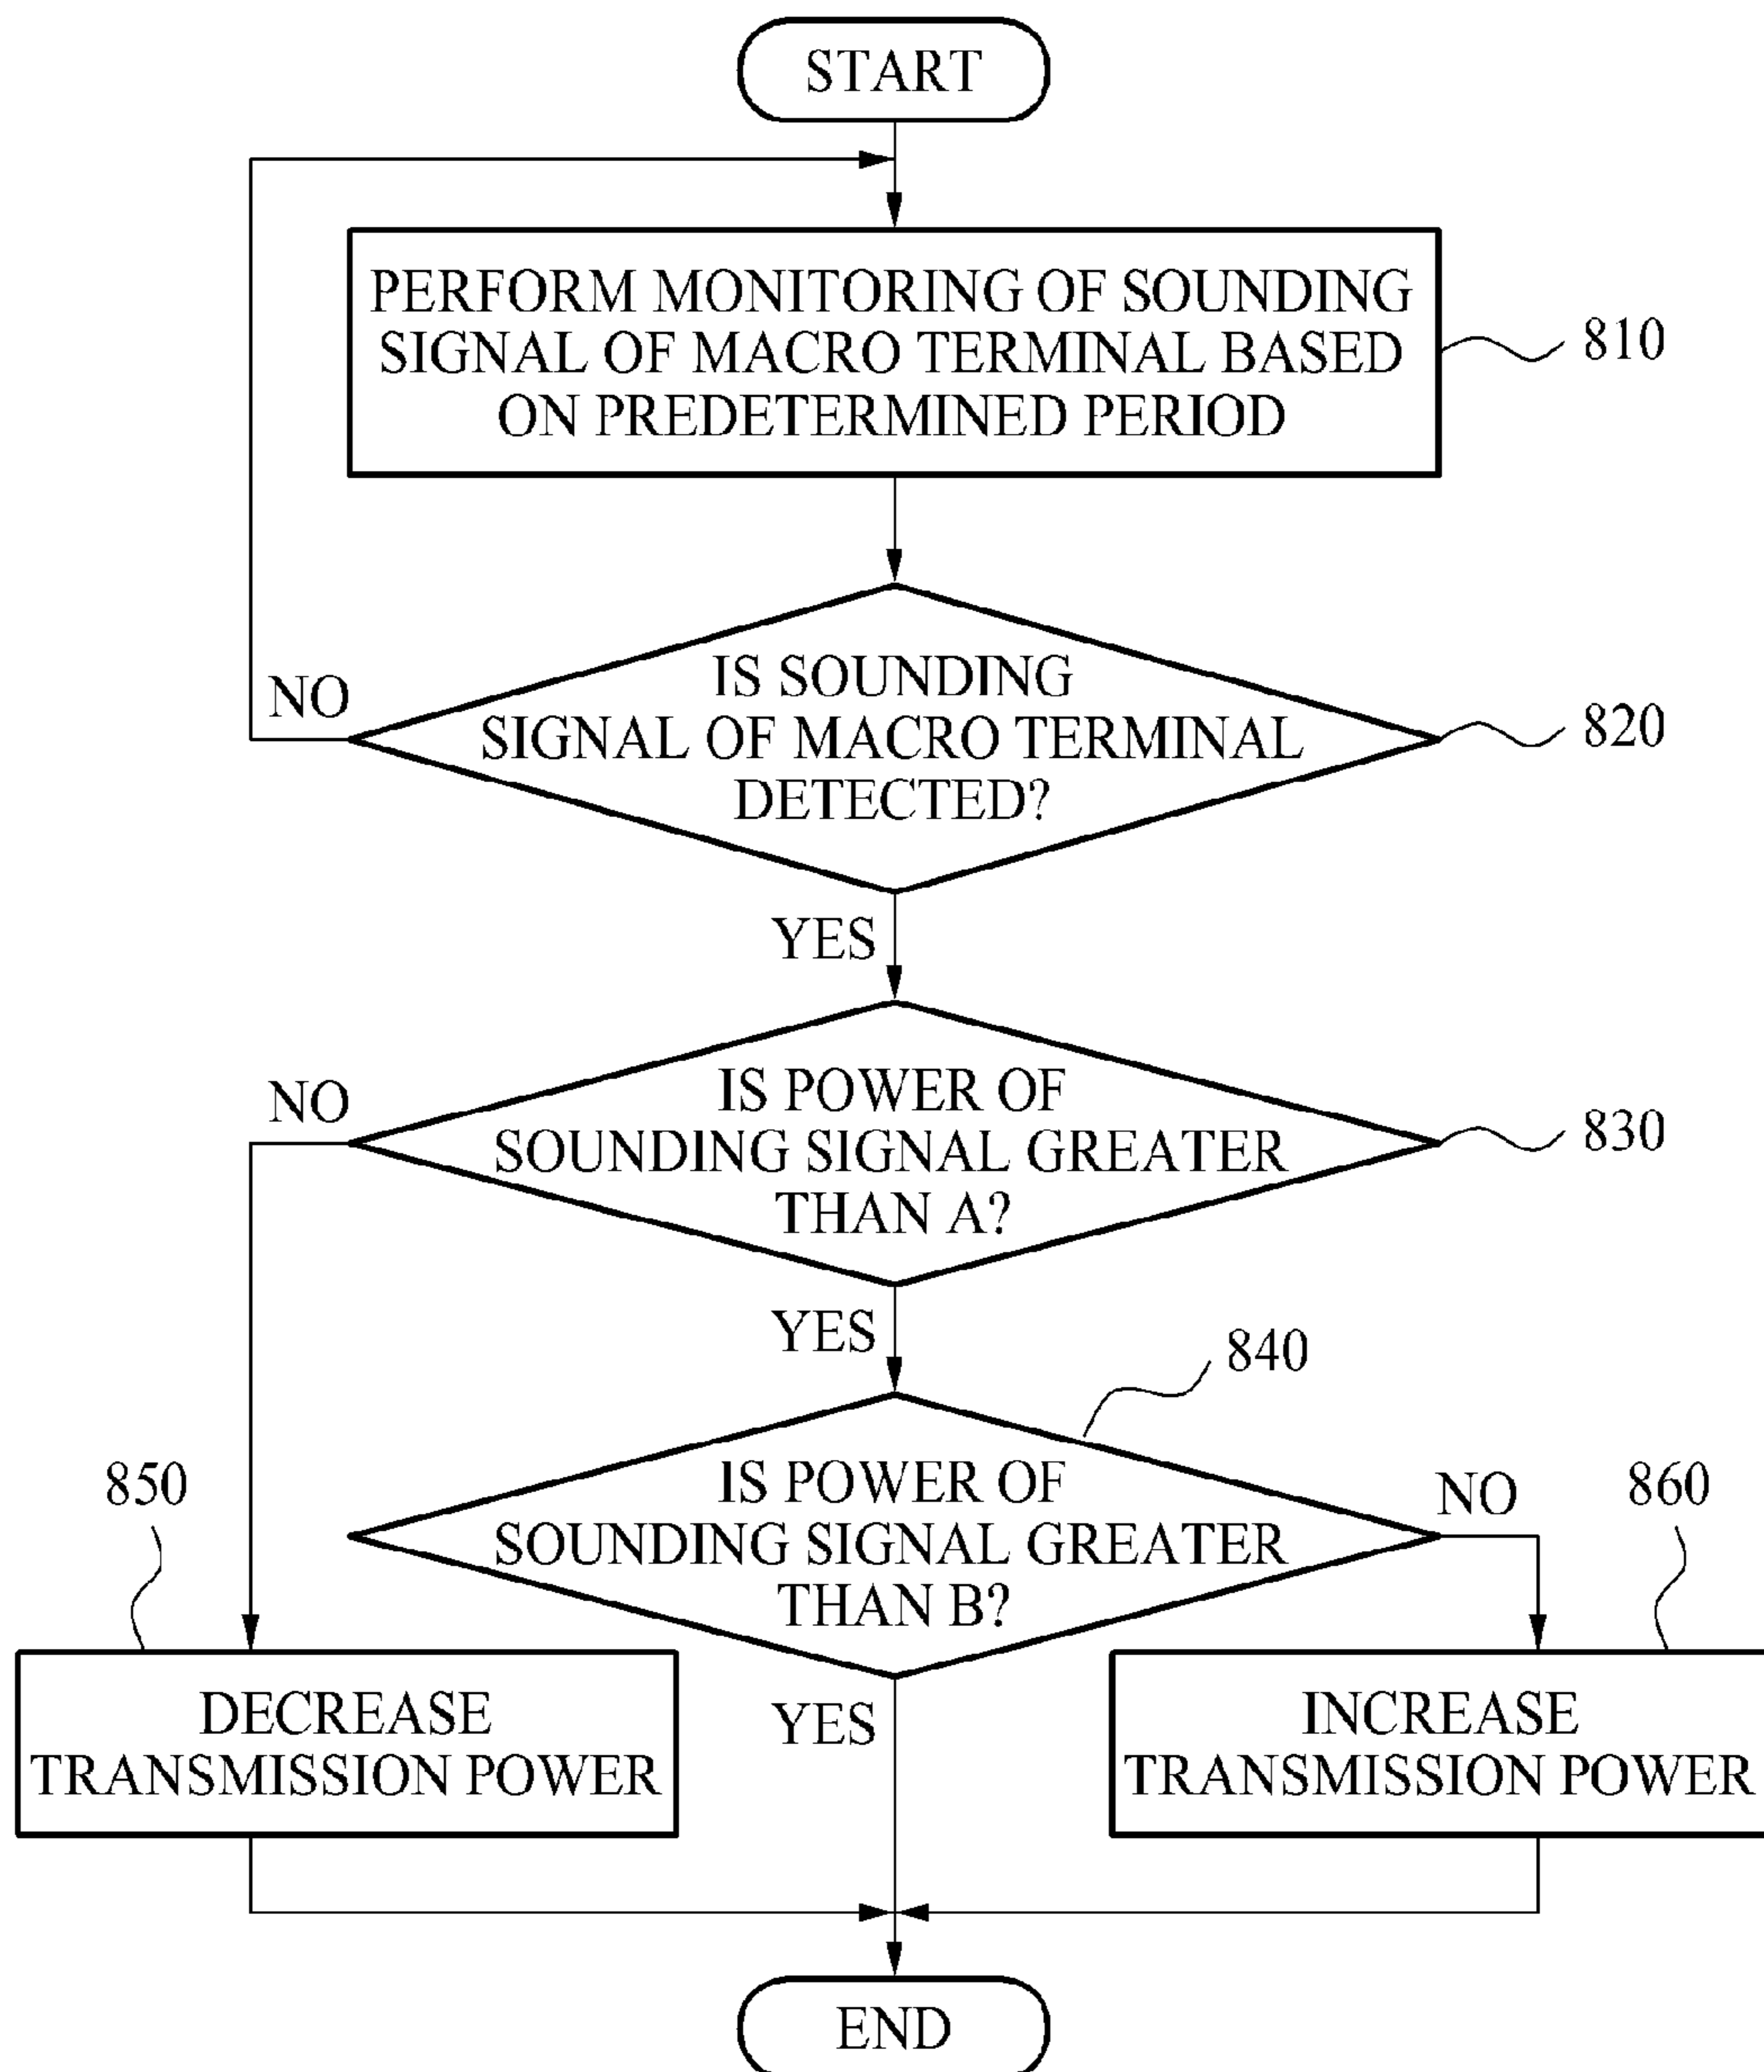 START
PERFORM MONITORING OF SOUNDING
SIGNAL OF MACRO TERMINAL BASED
ON PREDETERMINED PERIOD
810
IS SOUNDING
SIGNAL OF MACRO TERMINAL
DETECTED?
820
NO
YES
IS POWER OF
SOUNDING SIGNAL GREATER
THAN A?
830
NO
YES
840
IS POWER OF
SOUNDING SIGNAL GREATER
THAN B?
NO
YES
850
DECREASE
TRANSMISSION POWER
860
INCREASE
TRANSMISSION POWER
END